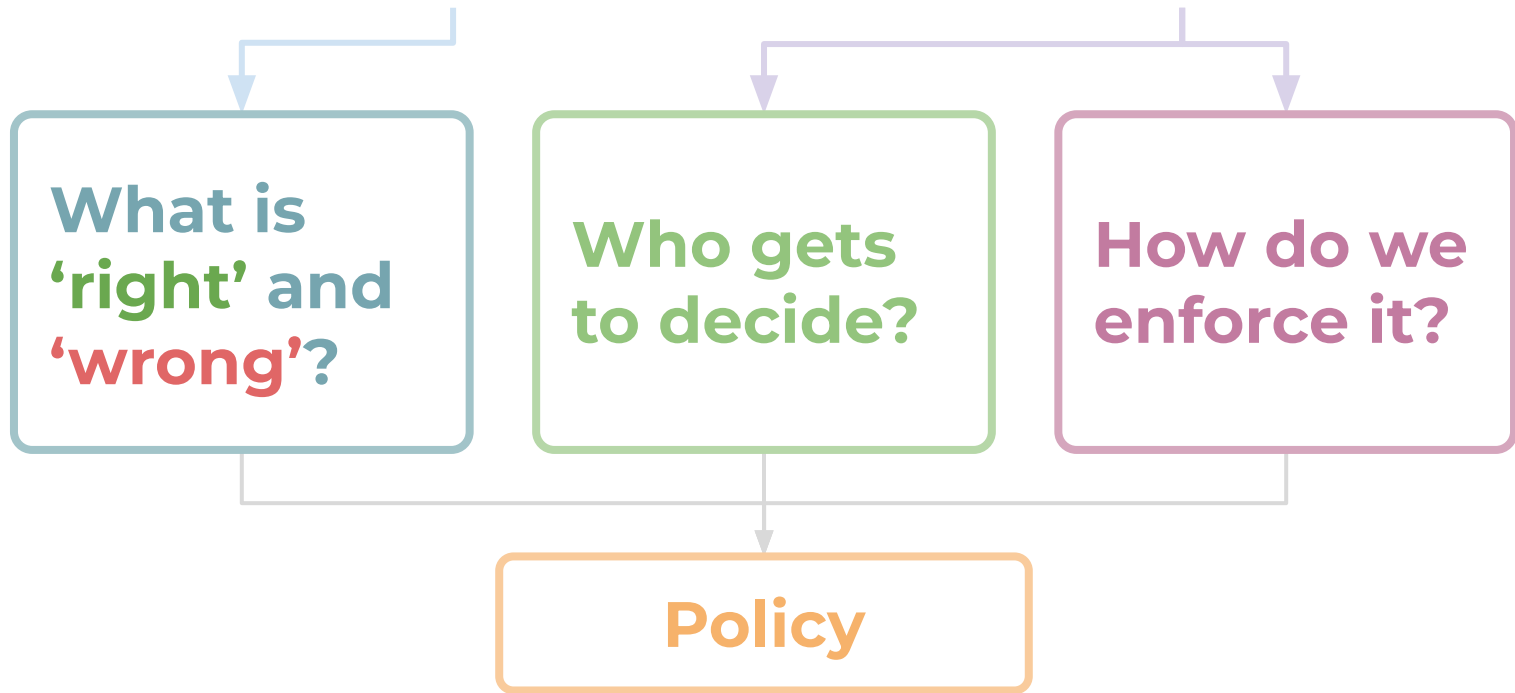 What is
‘right’ and
‘wrong’?
Who gets
to decide?
How do we
enforce it?
Policy